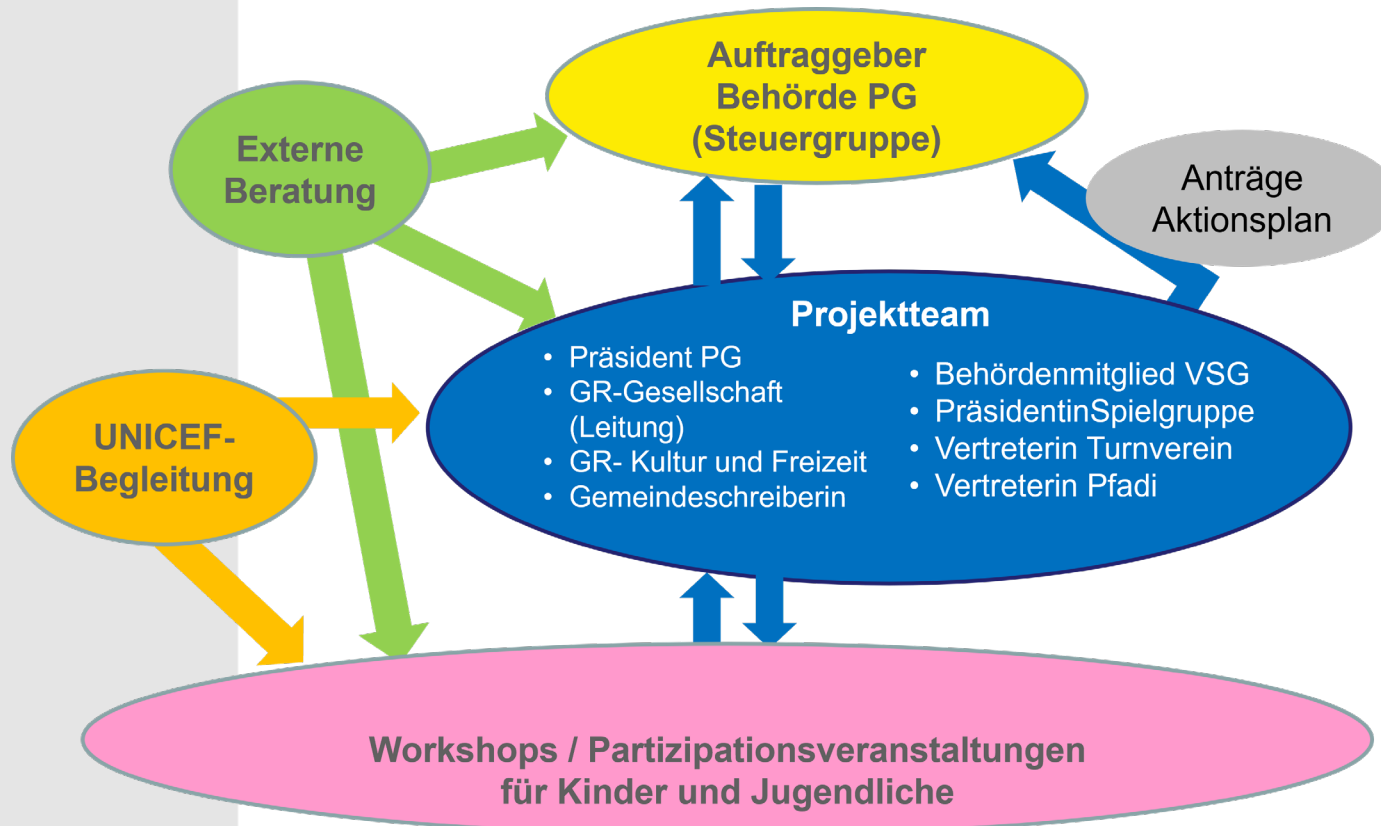 Auftraggeber
Behörde PG
(Steuergruppe)
Externe
Beratung
Anträge
Aktionsplan
Projektteam
• Präsident PG
• GR-Gesellschaft
(Leitung)
• GR- Kultur und Freizeit
• Gemeindeschreiberin
• Behördenmitglied VSG
• PräsidentinSpielgruppe
• Vertreterin Turnverein
• Vertreterin Pfadi
UNICEF-
Begleitung
Workshops / Partizipationsveranstaltungen
für Kinder und Jugendliche